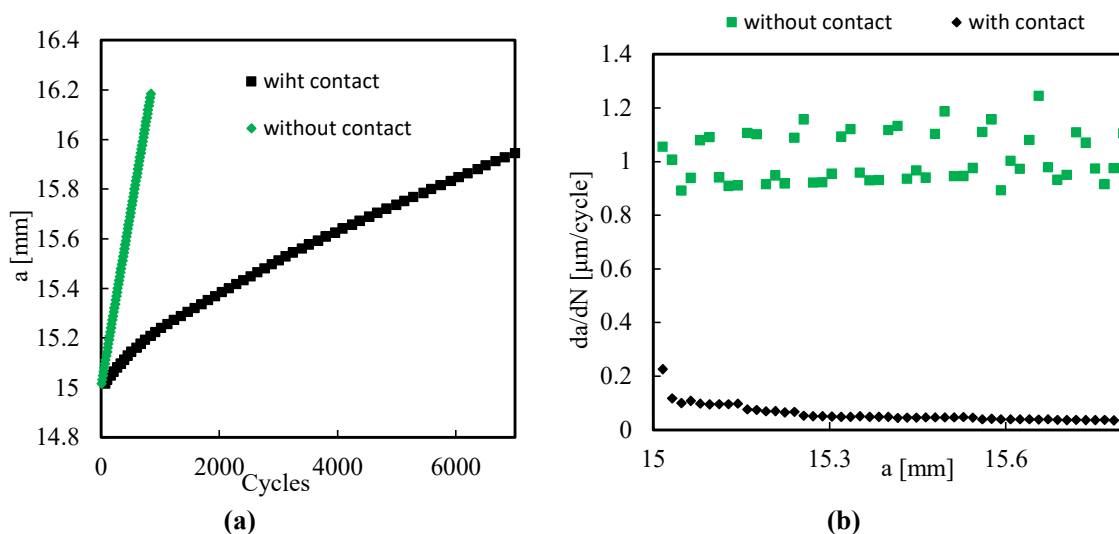 16.4
16.2
16
15.8
15.6
15.4
15.2
15
14.8
a [mm]
wiht contact
without contact
0 2000 4000 6000
Cycles
(a)
without contact with contact
1.4
1.2
1
0.8
0.6
0.4
0.2
0
da/dN [µm/cycle]
15 15.3 15.6
a [mm]
(b)